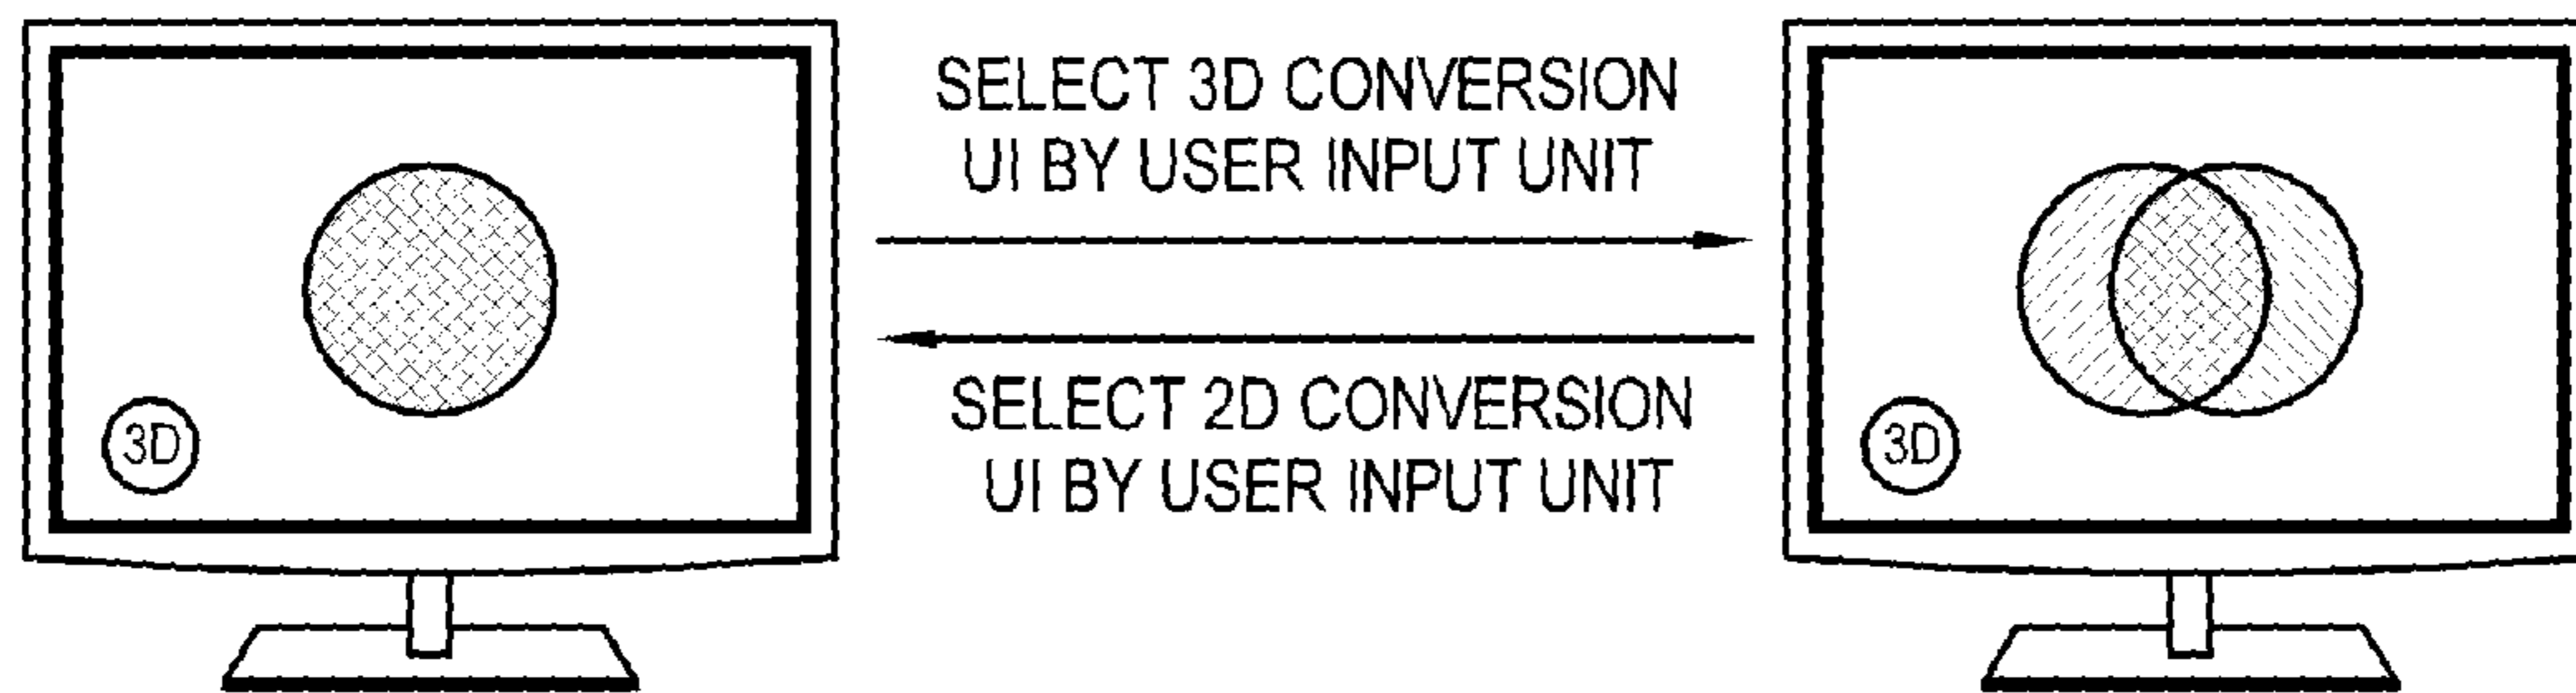 SELECT 3D CONVERSION
UI BY USER INPUT UNIT
SELECT 2D CONVERSION
UI BY USER INPUT UNIT
3D
3D